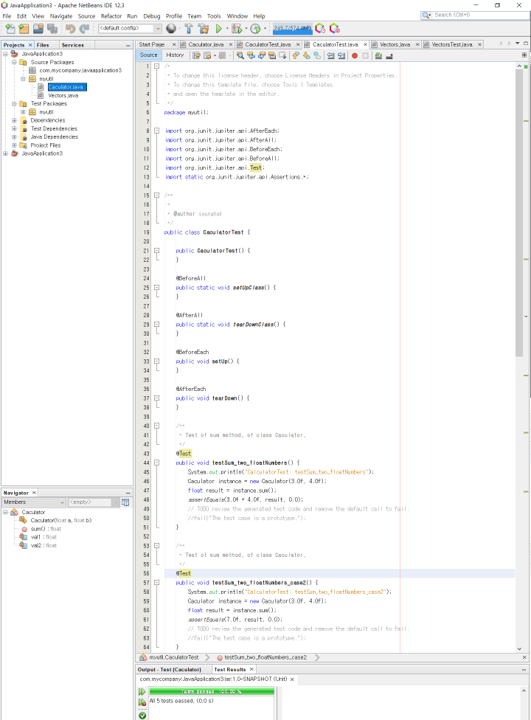 JavaApplication3 - Apache NetBeans IDE 12.3
File Edit View Navigate Source Refactor Run Debug Profile Team Tools Window Help
Search (Ctrl+I)
<default config>
Projects × Files Services
Start Page × Caculator.java × CaculatorTest.java × CaculatorTest.java × Vectors.java × VectorsTest.java ×
Source History
JavaApplication3
Source Packages
com.mycompany.javaapplication3
myutil
Caculator.java
Vectors.java
Test Packages
myutil
Dependencies
Test Dependencies
Java Dependencies
Project Files
JavaApplication3
1 /*
2 * To change this license header, choose License Headers in Project Properties.
3 * To change this template file, choose Tools | Templates
4 * and open the template in the editor.
5 */
6 package myutil;
7
8 import org.junit.jupiter.api.AfterEach;
9 import org.junit.jupiter.api.AfterAll;
10 import org.junit.jupiter.api.BeforeEach;
11 import org.junit.jupiter.api.BeforeAll;
12 import org.junit.jupiter.api.Test;
13 import static org.junit.jupiter.api.Assertions.*;
14
15 /**
16 *
17 * @author
18 */
19 public class CaculatorTest {
20
21 public CaculatorTest() {
22 }
23
24 @BeforeAll
25 public static void setUpClass() {
26 }
27
28 @AfterAll
29 public static void tearDownClass() {
30 }
31
32 @BeforeEach
33 public void setUp() {
34 }
35
36 @AfterEach
37 public void tearDown() {
38 }
39
40 /**
41 * Test of sum method, of class Caculator.
42 */
43 @Test
44 public void testSum_two_floatNumbers() {
45 System.out.println("CalculatorTest: testSum_two_floatNumbers");
46 Caculator instance = new Caculator(3.0f, 4.0f);
47 float result = instance.sum();
48 assertEquals(3.0f + 4.0f, result, 0.0);
49 // TODO review the generated test code and remove the default call to fail.
50 //fail("The test case is a prototype.");
51 }
52
53 /**
54 * Test of sum method, of class Caculator.
55 */
56 @Test
57 public void testSum_two_floatNumbers_case2() {
58 System.out.println("CalculatorTest: testSum_two_floatNumbers_case2");
59 Caculator instance = new Caculator(3.0f, 4.0f);
60 float result = instance.sum();
61 assertEquals(7.0f, result, 0.0);
62 // TODO review the generated test code and remove the default call to fail.
63 //fail("The test case is a prototype.");
64 }
Navigator ×
Members <empty>
Caculator
Caculator(float a, float b)
sum() : float
val1 : float
val2 : float
myutil.CaculatorTest testSum_two_floatNumbers_case2
Output - Test (Caculator) Test Results ×
com.mycompany:JavaApplication3:jar:1.0-SNAPSHOT (Unit) ×
Tests passed: 100.00 %
All 5 tests passed. (0.0 s)